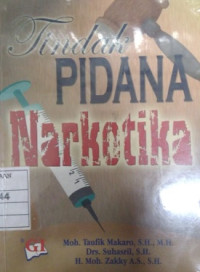 Tindak
PIDANA
Narkotika
Moh. Taufik Makaro, S.H., M.H.
Drs. Suhasril, S.H.
H. Moh. Zakky A.S., S.H.